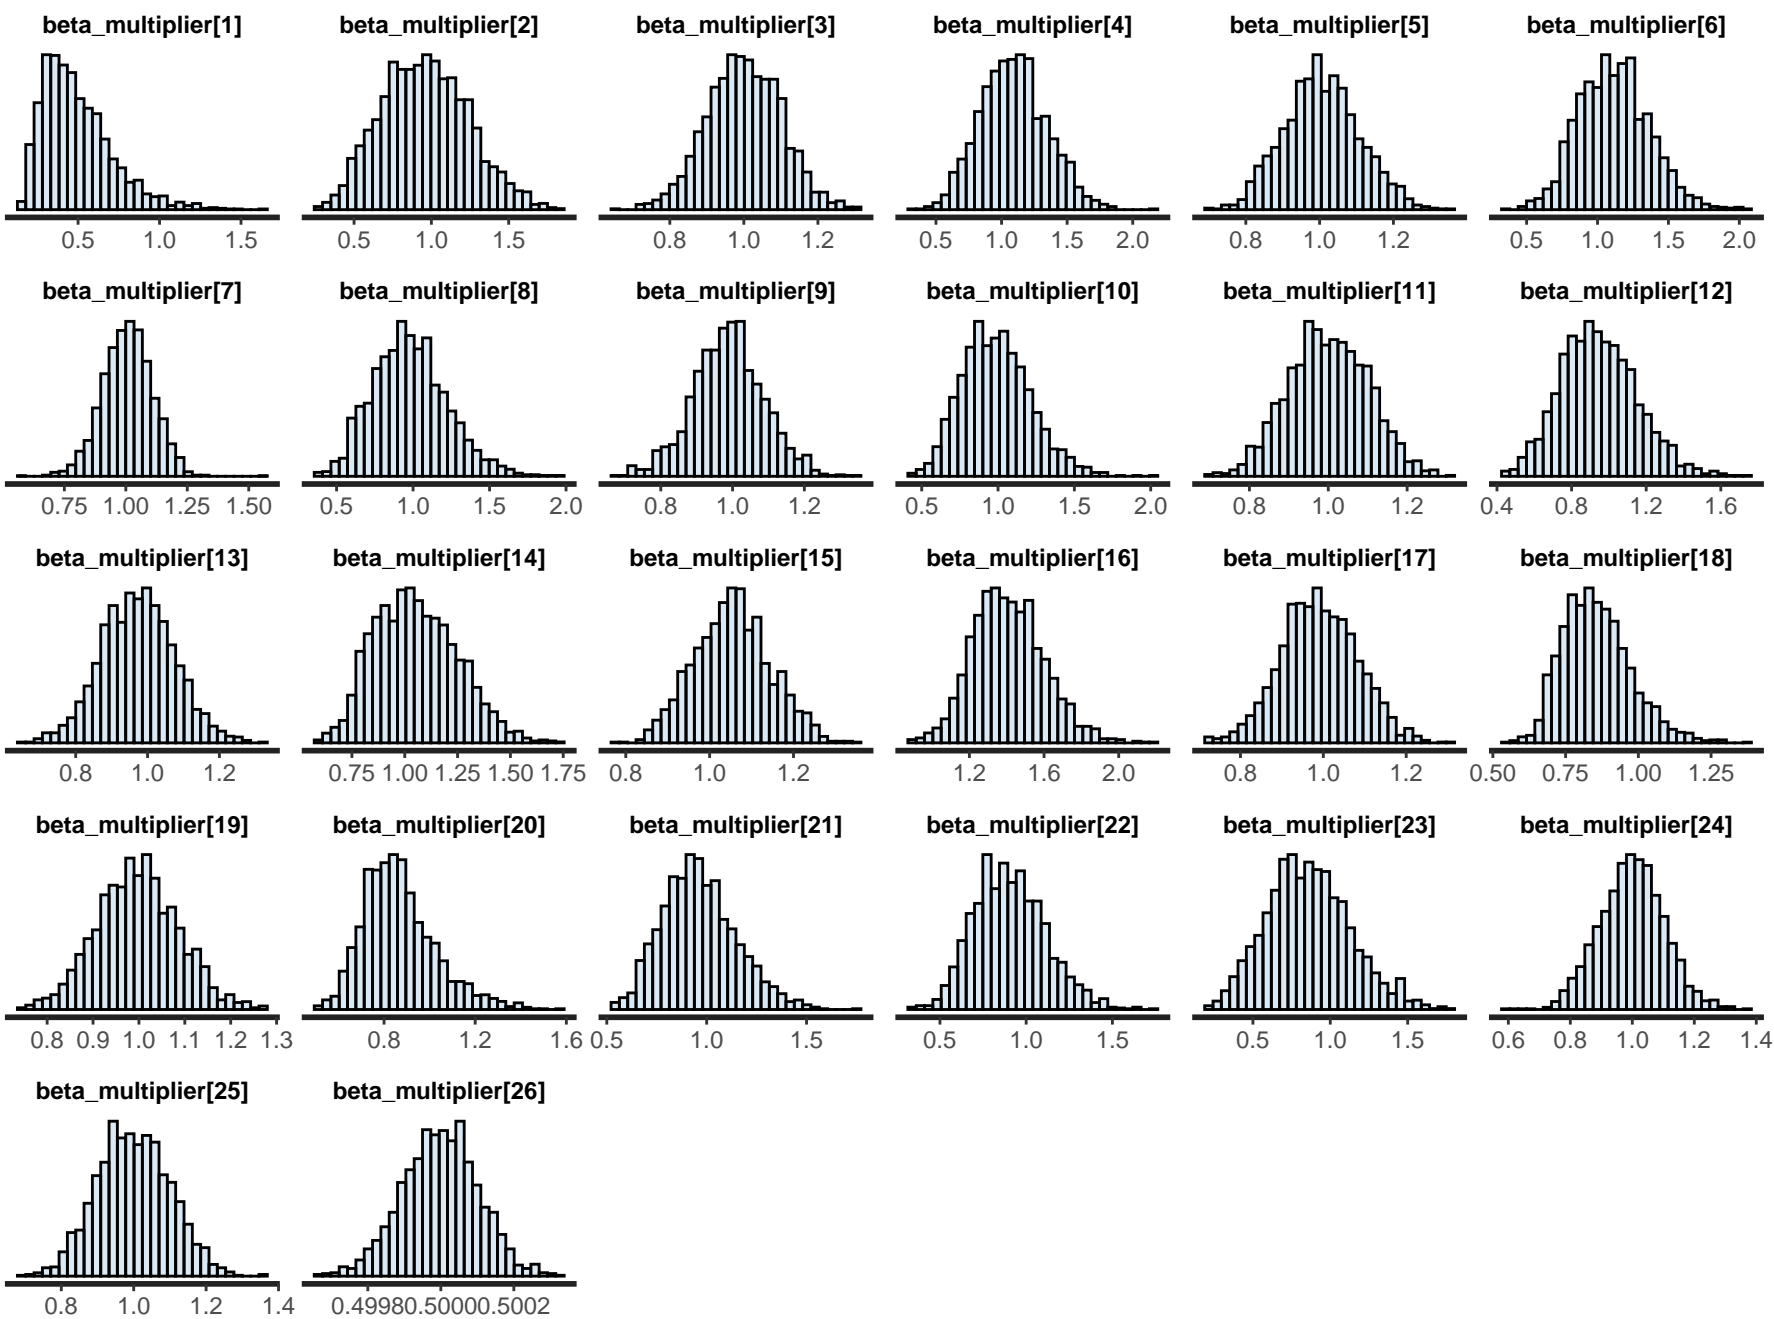 beta_multiplier[1] beta_multiplier[2] beta_multiplier[3] beta_multiplier[4] beta_multiplier[5] beta_multiplier[6]
0.5 1.0 1.5 0.5 1.0 1.5 0.8 1.0 1.2 0.5 1.0 1.5 2.0 0.8 1.0 1.2 0.5 1.0 1.5 2.0
beta_multiplier[7] beta_multiplier[8] beta_multiplier[9] beta_multiplier[10] beta_multiplier[11] beta_multiplier[12]
0.75 1.00 1.25 1.50 0.5 1.0 1.5 2.0 0.8 1.0 1.2 0.5 1.0 1.5 2.0 0.8 1.0 1.2 0.4 0.8 1.2 1.6
beta_multiplier[13] beta_multiplier[14] beta_multiplier[15] beta_multiplier[16] beta_multiplier[17] beta_multiplier[18]
0.8 1.0 1.2 0.75 1.00 1.25 1.50 1.75 0.8 1.0 1.2 1.2 1.6 2.0 0.8 1.0 1.2 0.50 0.75 1.00 1.25
beta_multiplier[19] beta_multiplier[20] beta_multiplier[21] beta_multiplier[22] beta_multiplier[23] beta_multiplier[24]
0.8 0.9 1.0 1.1 1.2 1.3 0.8 1.2 1.6 0.5 1.0 1.5 0.5 1.0 1.5 0.5 1.0 1.5 0.6 0.8 1.0 1.2 1.4
beta_multiplier[25] beta_multiplier[26]
0.8 1.0 1.2 1.4 0.4998 0.5000 0.5002